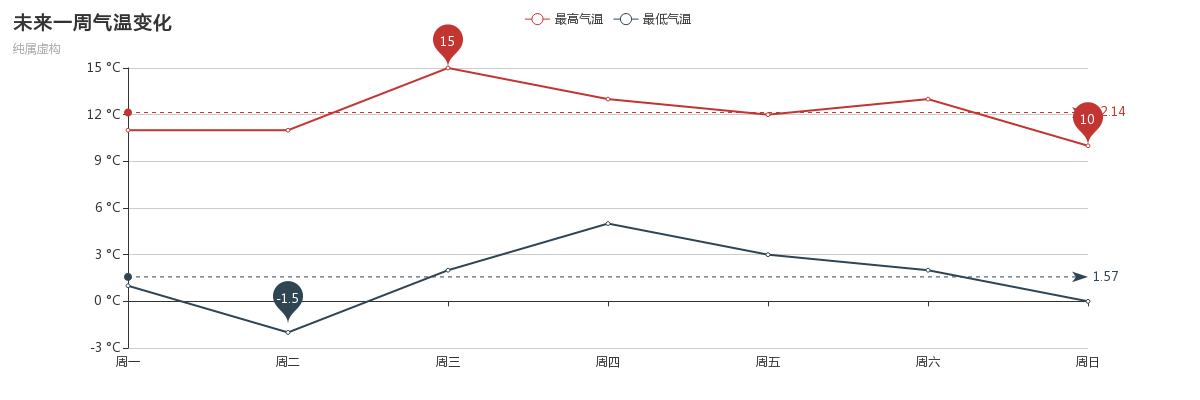 未来一周气温变化
纯属虚构
最高气温
最低气温
15
15 °C
12 °C
2.14
10
9 °C
6 °C
3 °C
1.57
-1.5
0 °C
-3 °C
周一 周二 周三 周四 周五 周六 周日